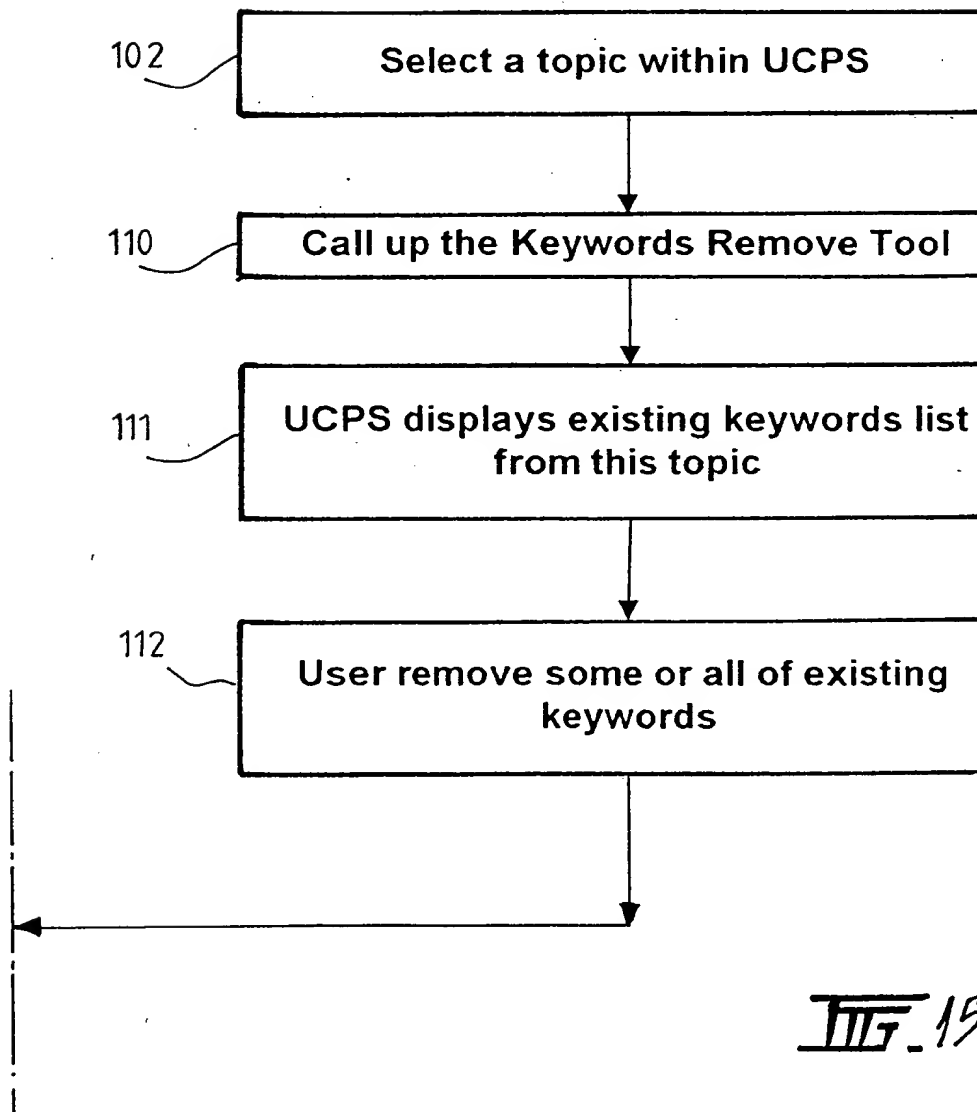 102
Select a topic within UCPS
110
Call up the Keywords Remove Tool
111
UCPS displays existing keywords list
from this topic
112
User remove some or all of existing
keywords
FIG_15